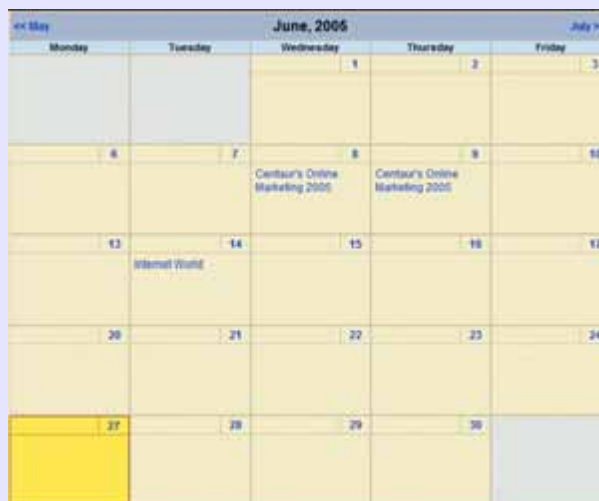 << May June, 2005 July >
Monday Tuesday Wednesday Thursday Friday
1 2 3
6 7 8 9 10
Centaur's Online Centaur's Online
Marketing 2005 Marketing 2005
13 14 15 16 17
Internet World
20 21 22 23 24
27 28 29 30